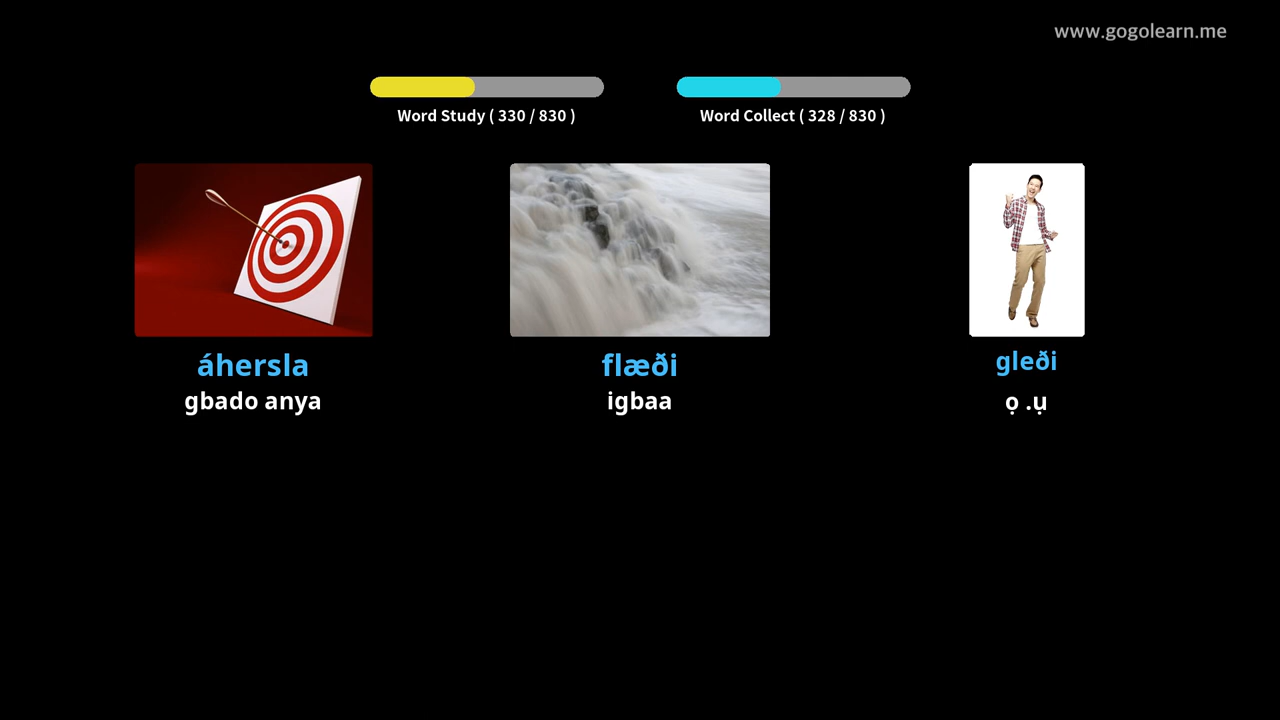 www.gogolearn.me
Word Study ( 330 / 830 )
Word Collect ( 328 / 830 )
áhersla
gbado anya
flæði
igbaa
gleði
ọ .ụ